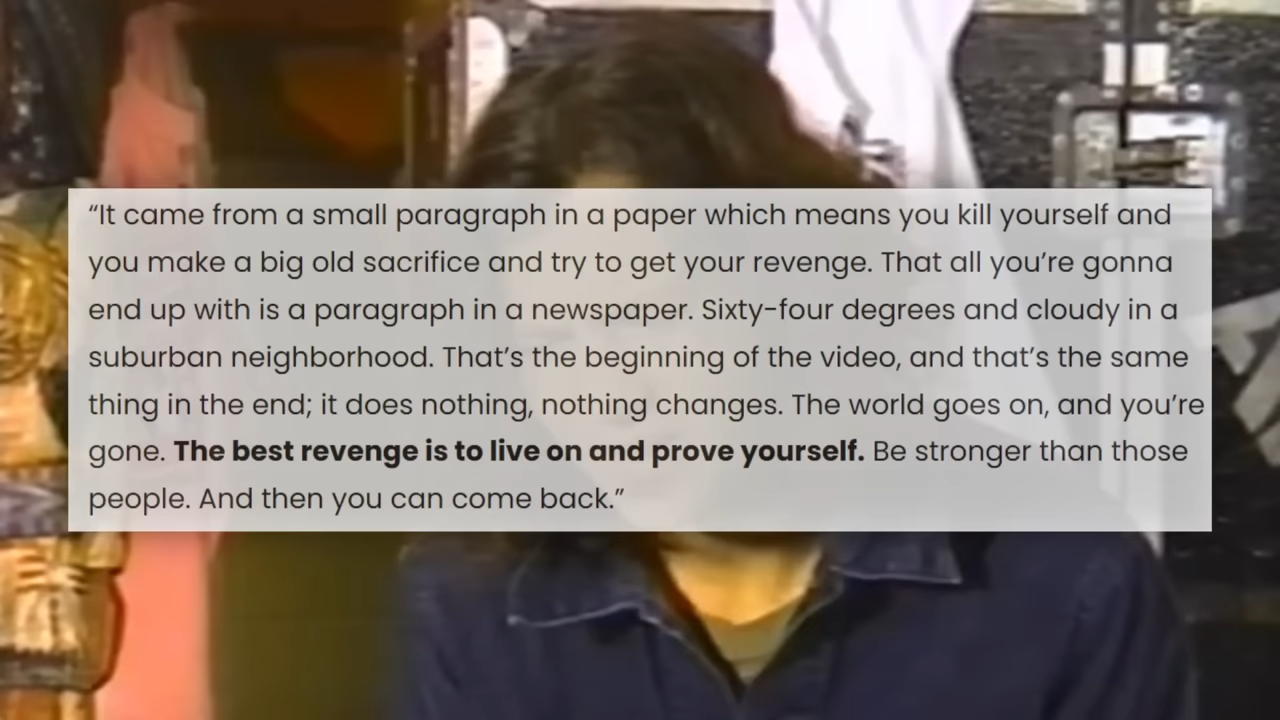 “It came from a small paragraph in a paper which means you kill yourself and
you make a big old sacrifice and try to get your revenge. That all you’re gonna
end up with is a paragraph in a newspaper. Sixty-four degrees and cloudy in a
suburban neighborhood. That’s the beginning of the video, and that’s the same
thing in the end; it does nothing, nothing changes. The world goes on, and you’re
gone. The best revenge is to live on and prove yourself. Be stronger than those
people. And then you can come back.”